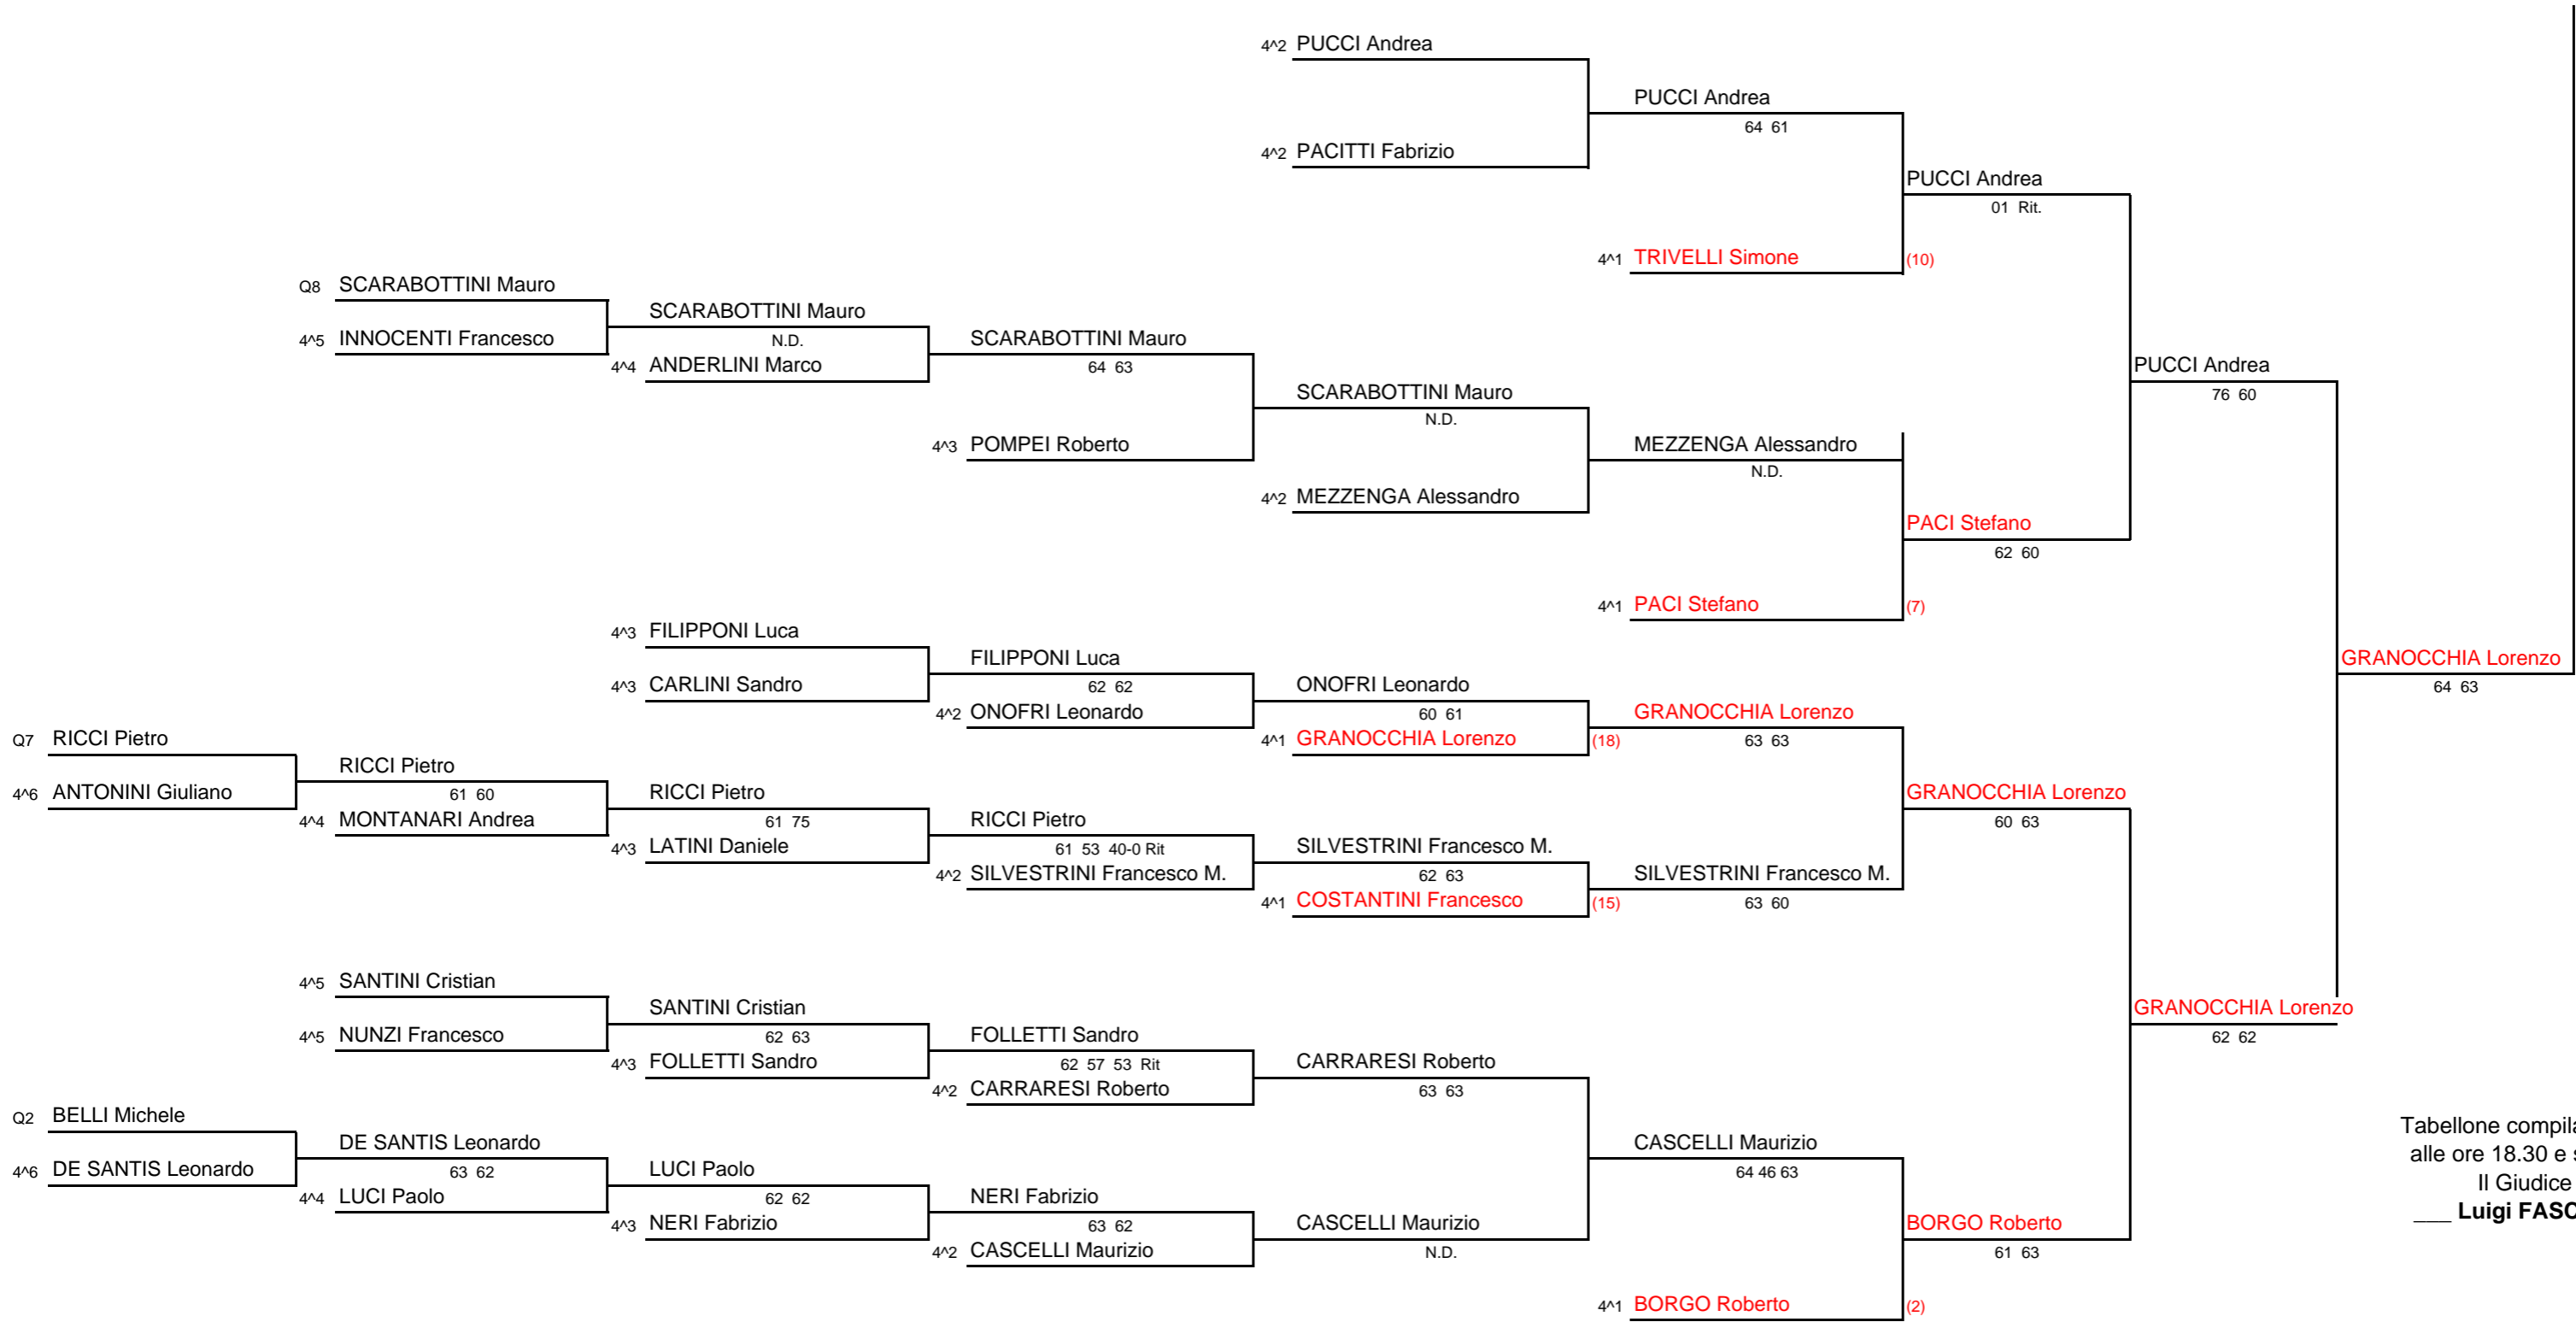 4^2 PUCCI Andrea
PUCCI Andrea
64 61
4^2 PACITTI Fabrizio
PUCCI Andrea
01 Rit.
4^1 TRIVELLI Simone (10)
Q8 SCARABOTTINI Mauro
SCARABOTTINI Mauro
N.D.
4^5 INNOCENTI Francesco
SCARABOTTINI Mauro
64 63
4^4 ANDERLINI Marco
PUCCI Andrea
76 60
SCARABOTTINI Mauro
N.D.
4^3 POMPEI Roberto
MEZZENGA Alessandro
N.D.
4^2 MEZZENGA Alessandro
PACI Stefano
62 60
4^1 PACI Stefano (7)
4^3 FILIPPONI Luca
FILIPPONI Luca
62 62
4^3 CARLINI Sandro
ONOFRI Leonardo
60 61
GRANOCCHIA Lorenzo
64 63
4^2 ONOFRI Leonardo
GRANOCCHIA Lorenzo
63 63
4^1 GRANOCCHIA Lorenzo (18)
Q7 RICCI Pietro
RICCI Pietro
61 60
4^6 ANTONINI Giuliano
RICCI Pietro
61 75
GRANOCCHIA Lorenzo
60 63
4^4 MONTANARI Andrea
RICCI Pietro
61 53 40-0 Rit
4^3 LATINI Daniele
SILVESTRINI Francesco M.
62 63
4^2 SILVESTRINI Francesco M.
SILVESTRINI Francesco M.
63 60
4^1 COSTANTINI Francesco (15)
4^5 SANTINI Cristian
SANTINI Cristian
62 63
GRANOCCHIA Lorenzo
62 62
4^5 NUNZI Francesco
FOLLETTI Sandro
62 57 53 Rit
4^3 FOLLETTI Sandro
CARRARESI Roberto
63 63
4^2 CARRARESI Roberto
Q2 BELLI Michele
Tabellone compila
DE SANTIS Leonardo
63 62
CASCELLI Maurizio
64 46 63
alle ore 18.30 e s
4^6 DE SANTIS Leonardo
LUCI Paolo
62 62
Il Giudice
4^4 LUCI Paolo
NERI Fabrizio
63 62
___ Luigi FASC
4^3 NERI Fabrizio
CASCELLI Maurizio
N.D.
BORGO Roberto
61 63
4^2 CASCELLI Maurizio
4^1 BORGO Roberto (2)